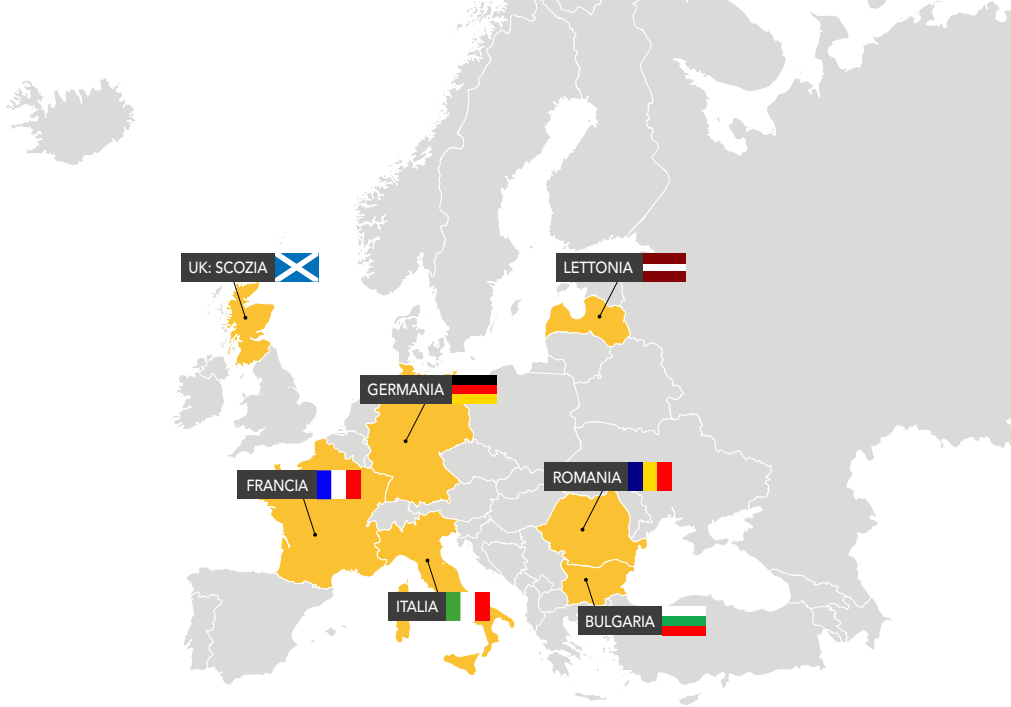 UK: SCOZIA
LETTONIA
GERMANIA
FRANCIA
ROMANIA
ITALIA
BULGARIA